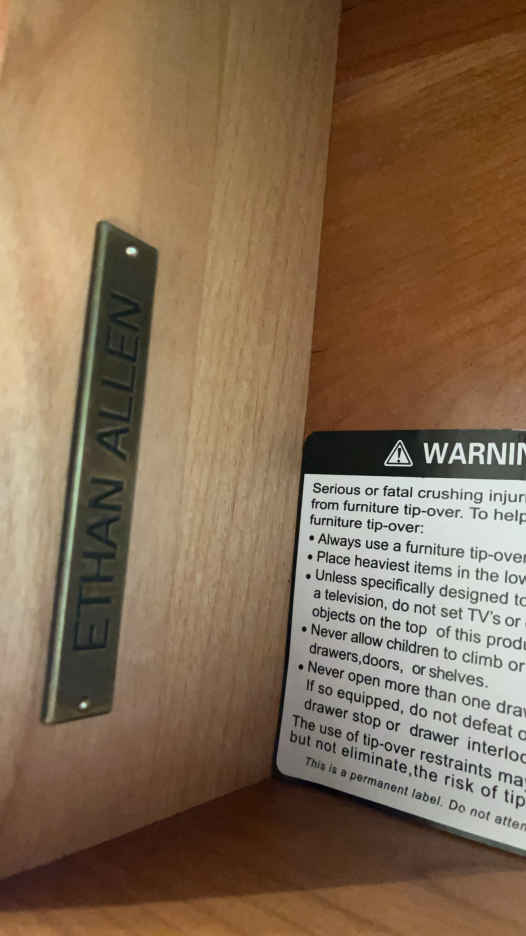 ETHAN ALLEN
WARNIN
Serious or fatal crushing injur
from furniture tip-over. To help
furniture tip-over:
• Always use a furniture tip-over
• Place heaviest items in the low
• Unless specifically designed to
a television, do not set TV's or
objects on the top of this produ
• Never allow children to climb or
drawers,doors, or shelves.
• Never open more than one draw
If so equipped, do not defeat o
drawer stop or drawer interloc
The use of tip-over restraints may
but not eliminate,the risk of tip
This is a permanent label. Do not attem